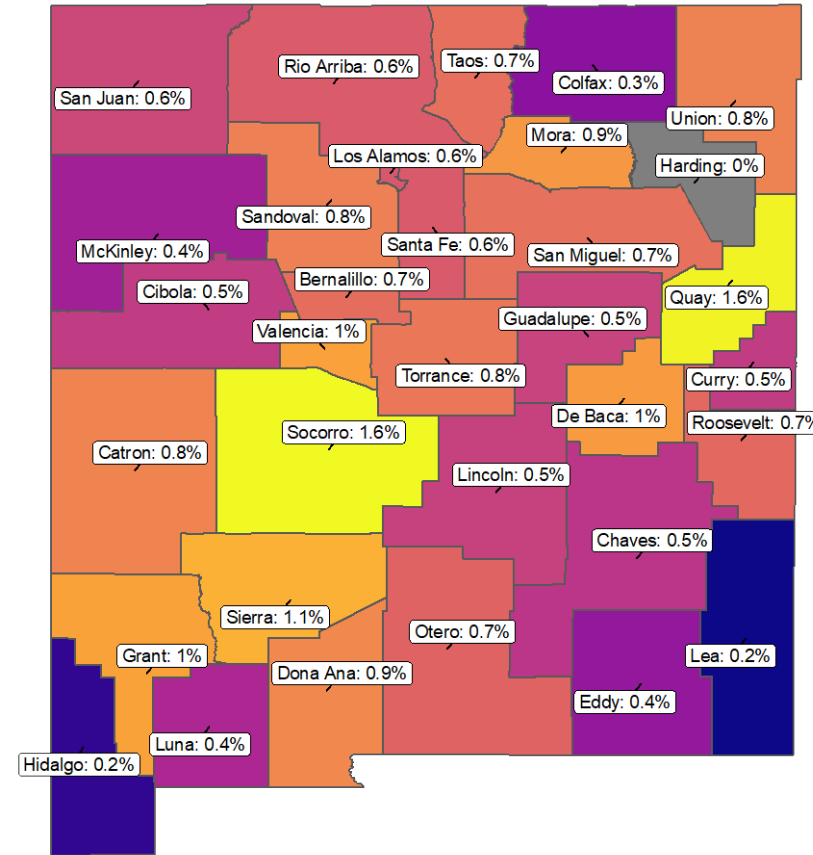 Taos: 0.7%
Rio Arriba: 0.6%
Colfax: 0.3%
San Juan: 0.6%
Union: 0.8%
Mora: 0.9%
Los Alamos: 0.6%
Harding: 0%
Sandoval: 0.8%
Santa Fe: 0.6%
McKinley: 0.4%
San Miguel: 0.7%
Bernalillo: 0.7%
Cibola: 0.5%
Quay: 1.6%
Guadalupe: 0.5%
Valencia: 1%
Torrance: 0.8%
Curry: 0.5%
De Baca: 1%
Roosevelt: 0.7%
Socorro: 1.6%
Catron: 0.8%
Lincoln: 0.5%
Chaves: 0.5%
Sierra: 1.1%
Otero: 0.7%
Grant: 1%
Lea: 0.2%
Dona Ana: 0.9%
Eddy: 0.4%
Luna: 0.4%
Hidalgo: 0.2%